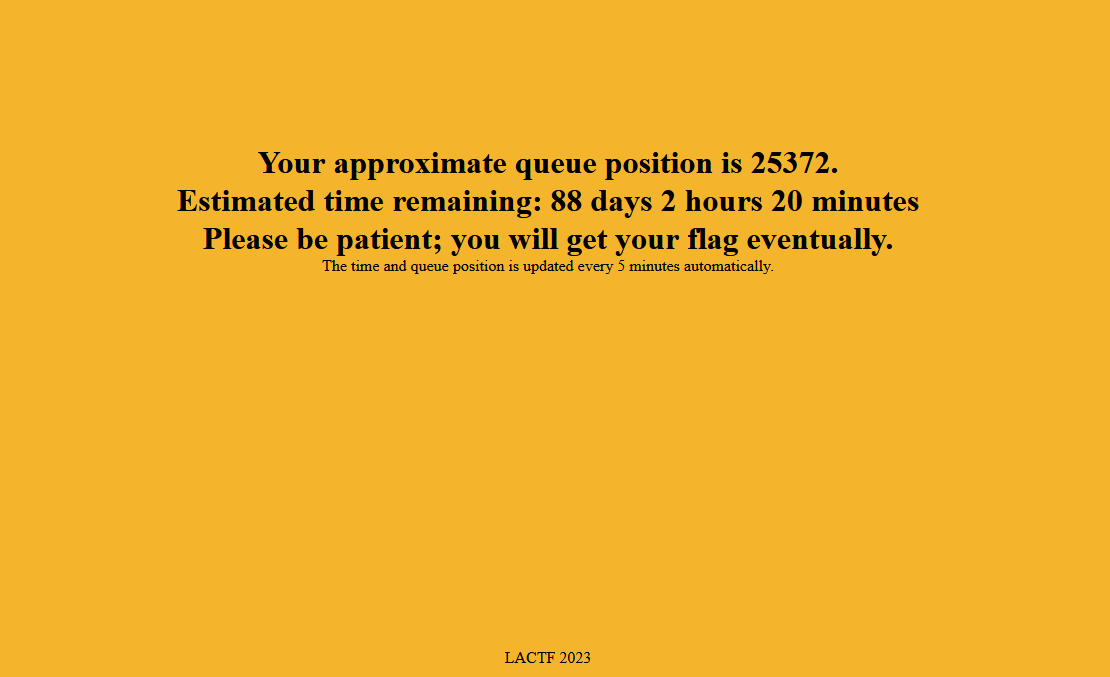 Your approximate queue position is 25372.
Estimated time remaining: 88 days 2 hours 20 minutes
Please be patient; you will get your flag eventually.
The time and queue position is updated every 5 minutes automatically.
LACTF 2023